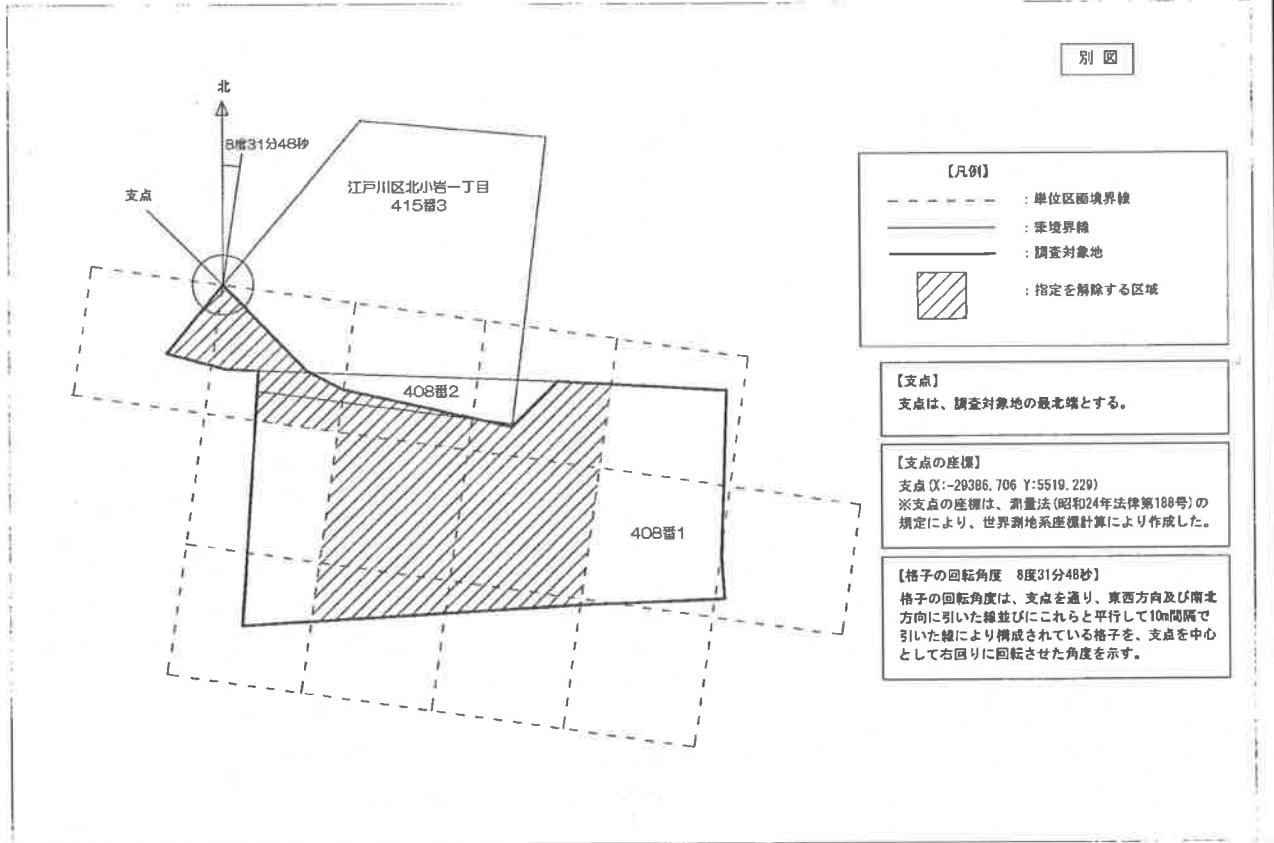 別図
北
8度31分48秒
支点
江戸川区北小岩一丁目
415番3
408番2
408番1
【凡例】
：単位区画境界線
：筆境界線
：調査対象地
：指定を解除する区域
【支点】
支点は、調査対象地の最北端とする。
【支点の座標】
支点(X:-29386.706 Y:5519.229)
※支点の座標は、測量法(昭和24年法律第188号)の
規定により、世界測地系座標計算により作成した。
【格子の回転角度　8度31分48秒】
格子の回転角度は、支点を通り、東西方向及び南北
方向に引いた線並びにこれらと平行して10m間隔で
引いた線により構成されている格子を、支点を中心
として右回りに回転させた角度を示す。